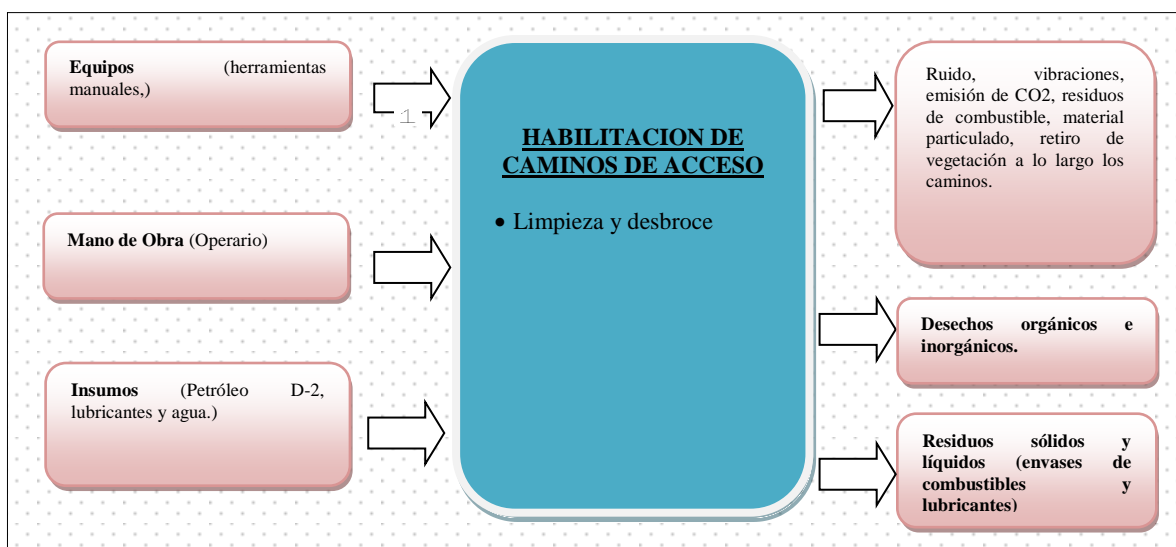 Equipos (herramientas
manuales,)
1
Mano de Obra (Operario)
Insumos (Petróleo D-2,
lubricantes y agua.)
HABILITACION DE
CAMINOS DE ACCESO
• Limpieza y desbroce
Ruido, vibraciones,
emisión de CO2, residuos
de combustible, material
particulado, retiro de
vegetación a lo largo los
caminos.
Desechos orgánicos e
inorgánicos.
Residuos sólidos y
líquidos (envases de
combustibles y
lubricantes)